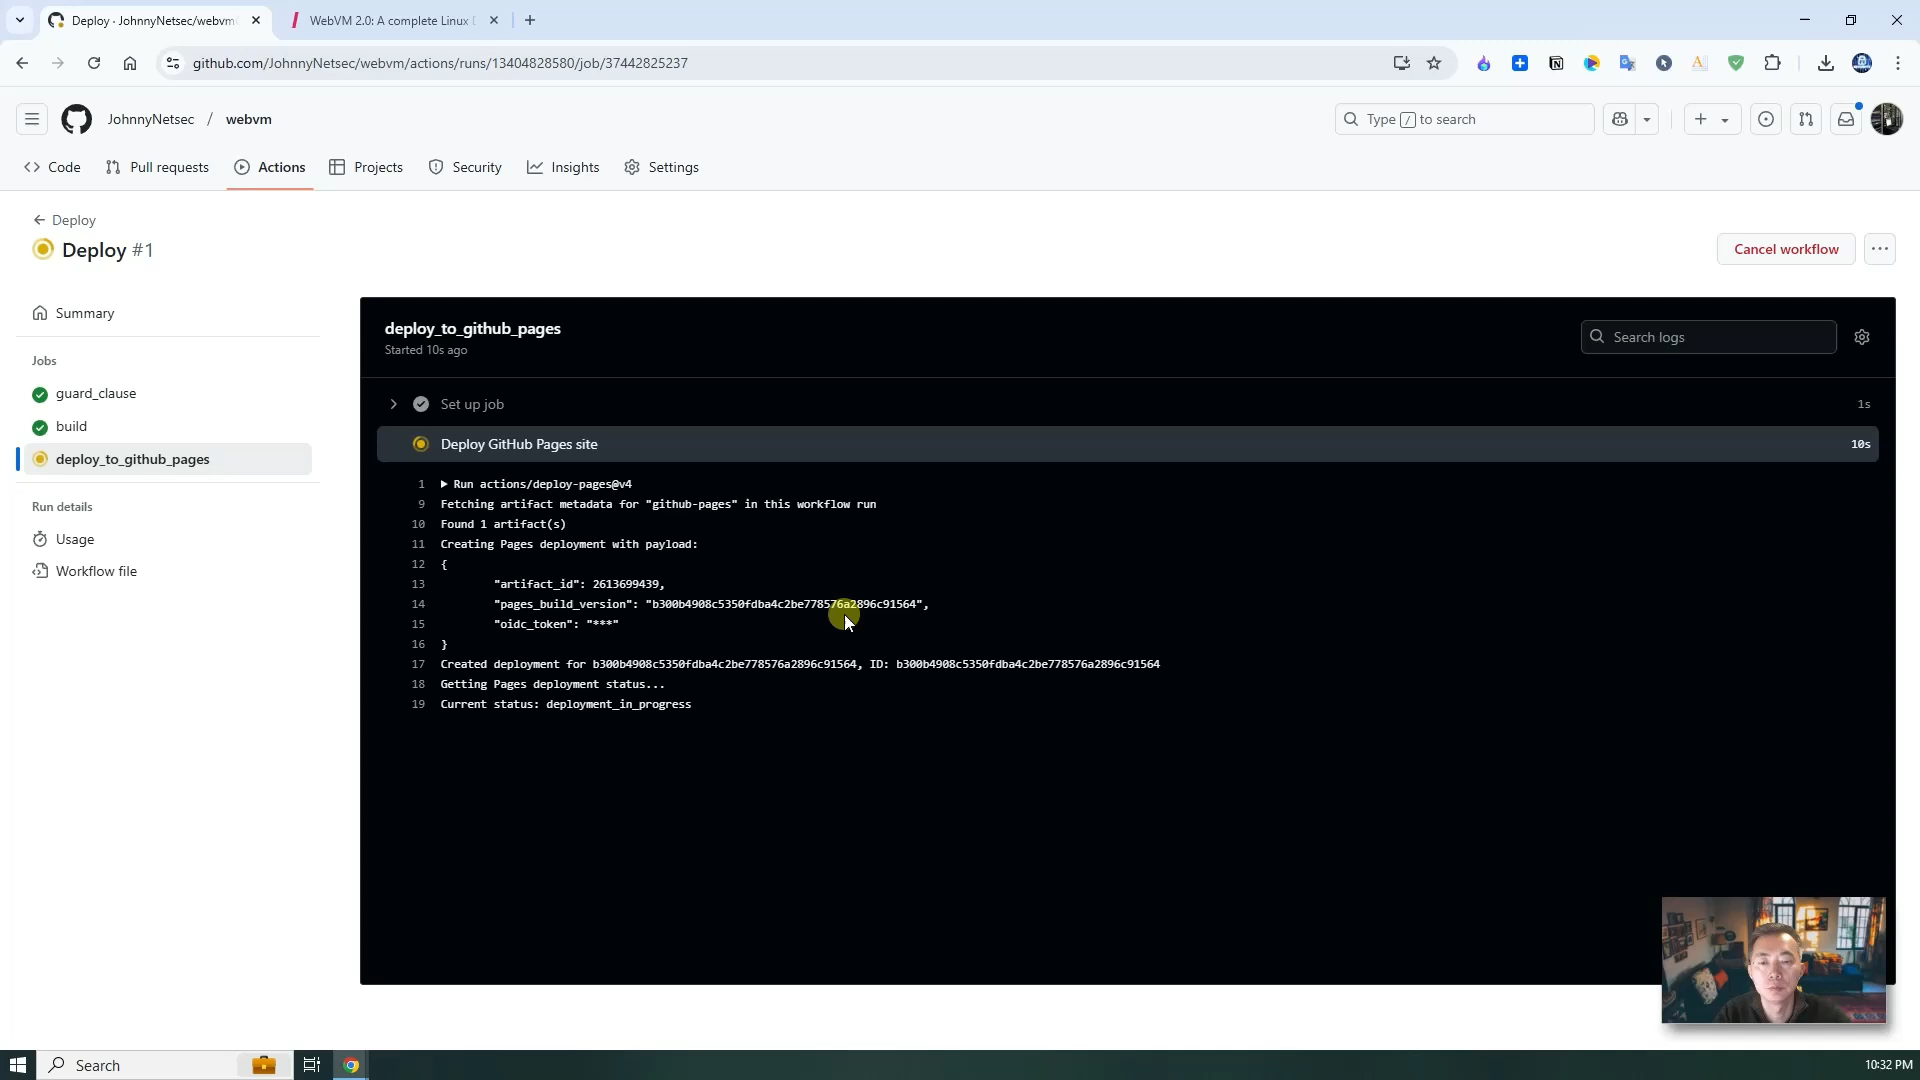 Deploy · JohnnyNetsec/webvm
WebVM 2.0: A complete Linux
github.com/JohnnyNetsec/webvm/actions/runs/13404828580/job/37442825237
JohnnyNetsec / webvm
Type / to search
Code
Pull requests
Actions
Projects
Security
Insights
Settings
Deploy
Deploy #1
Cancel workflow
Summary
Jobs
guard_clause
build
deploy_to_github_pages
Run details
Usage
Workflow file
deploy_to_github_pages
Started 10s ago
Search logs
Set up job
1s
Deploy GitHub Pages site
10s
1 Run actions/deploy-pages@v4
9 Fetching artifact metadata for "github-pages" in this workflow run
10 Found 1 artifact(s)
11 Creating Pages deployment with payload:
12 {
13 "artifact_id": 2613699439,
14 "pages_build_version": "b300b4908c5350fdba4c2be778576a2896c91564",
15 "oidc_token": "***"
16 }
17 Created deployment for b300b4908c5350fdba4c2be778576a2896c91564, ID: b300b4908c5350fdba4c2be778576a2896c91564
18 Getting Pages deployment status...
19 Current status: deployment_in_progress
Search
10:32 PM